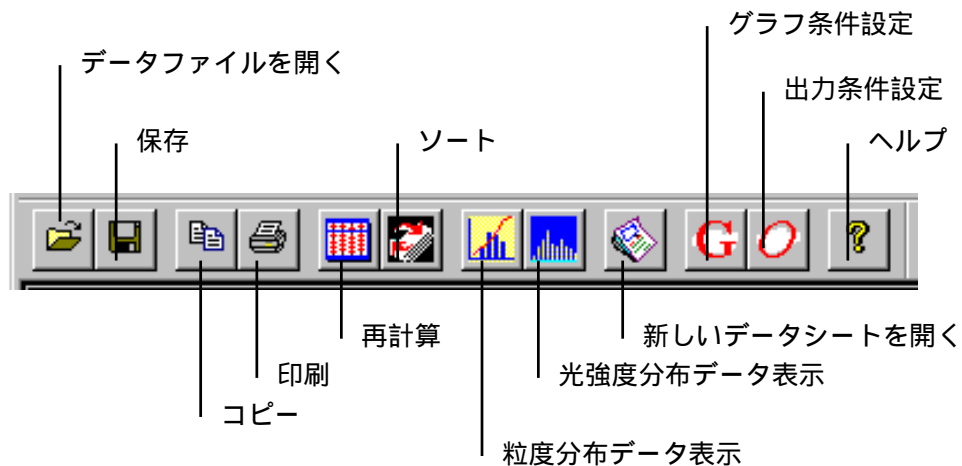 グラフ条件設定
データファイルを開く
出力条件設定
保存
ソート
ヘルプ
G O ?
再計算
新しいデータシートを開く
印刷
光強度分布データ表示
コピー
粒度分布データ表示